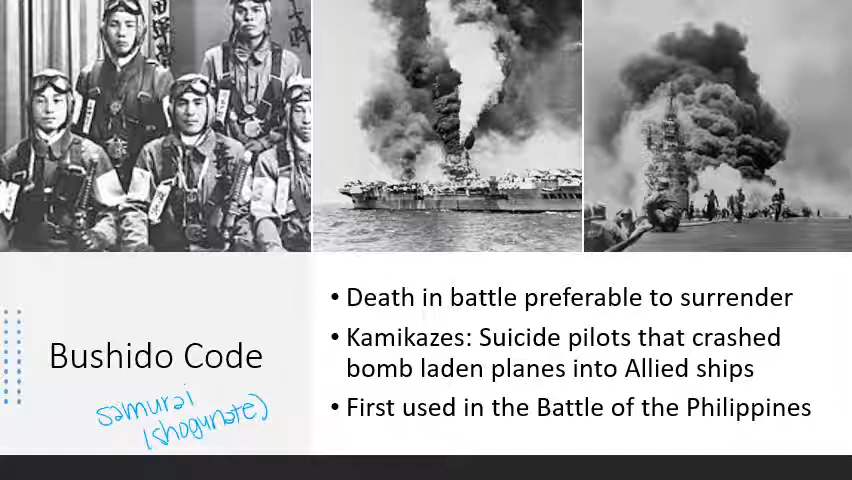 Bushido Code
samurai
(shogunate)
• Death in battle preferable to surrender
• Kamikazes: Suicide pilots that crashed
bomb laden planes into Allied ships
• First used in the Battle of the Philippines